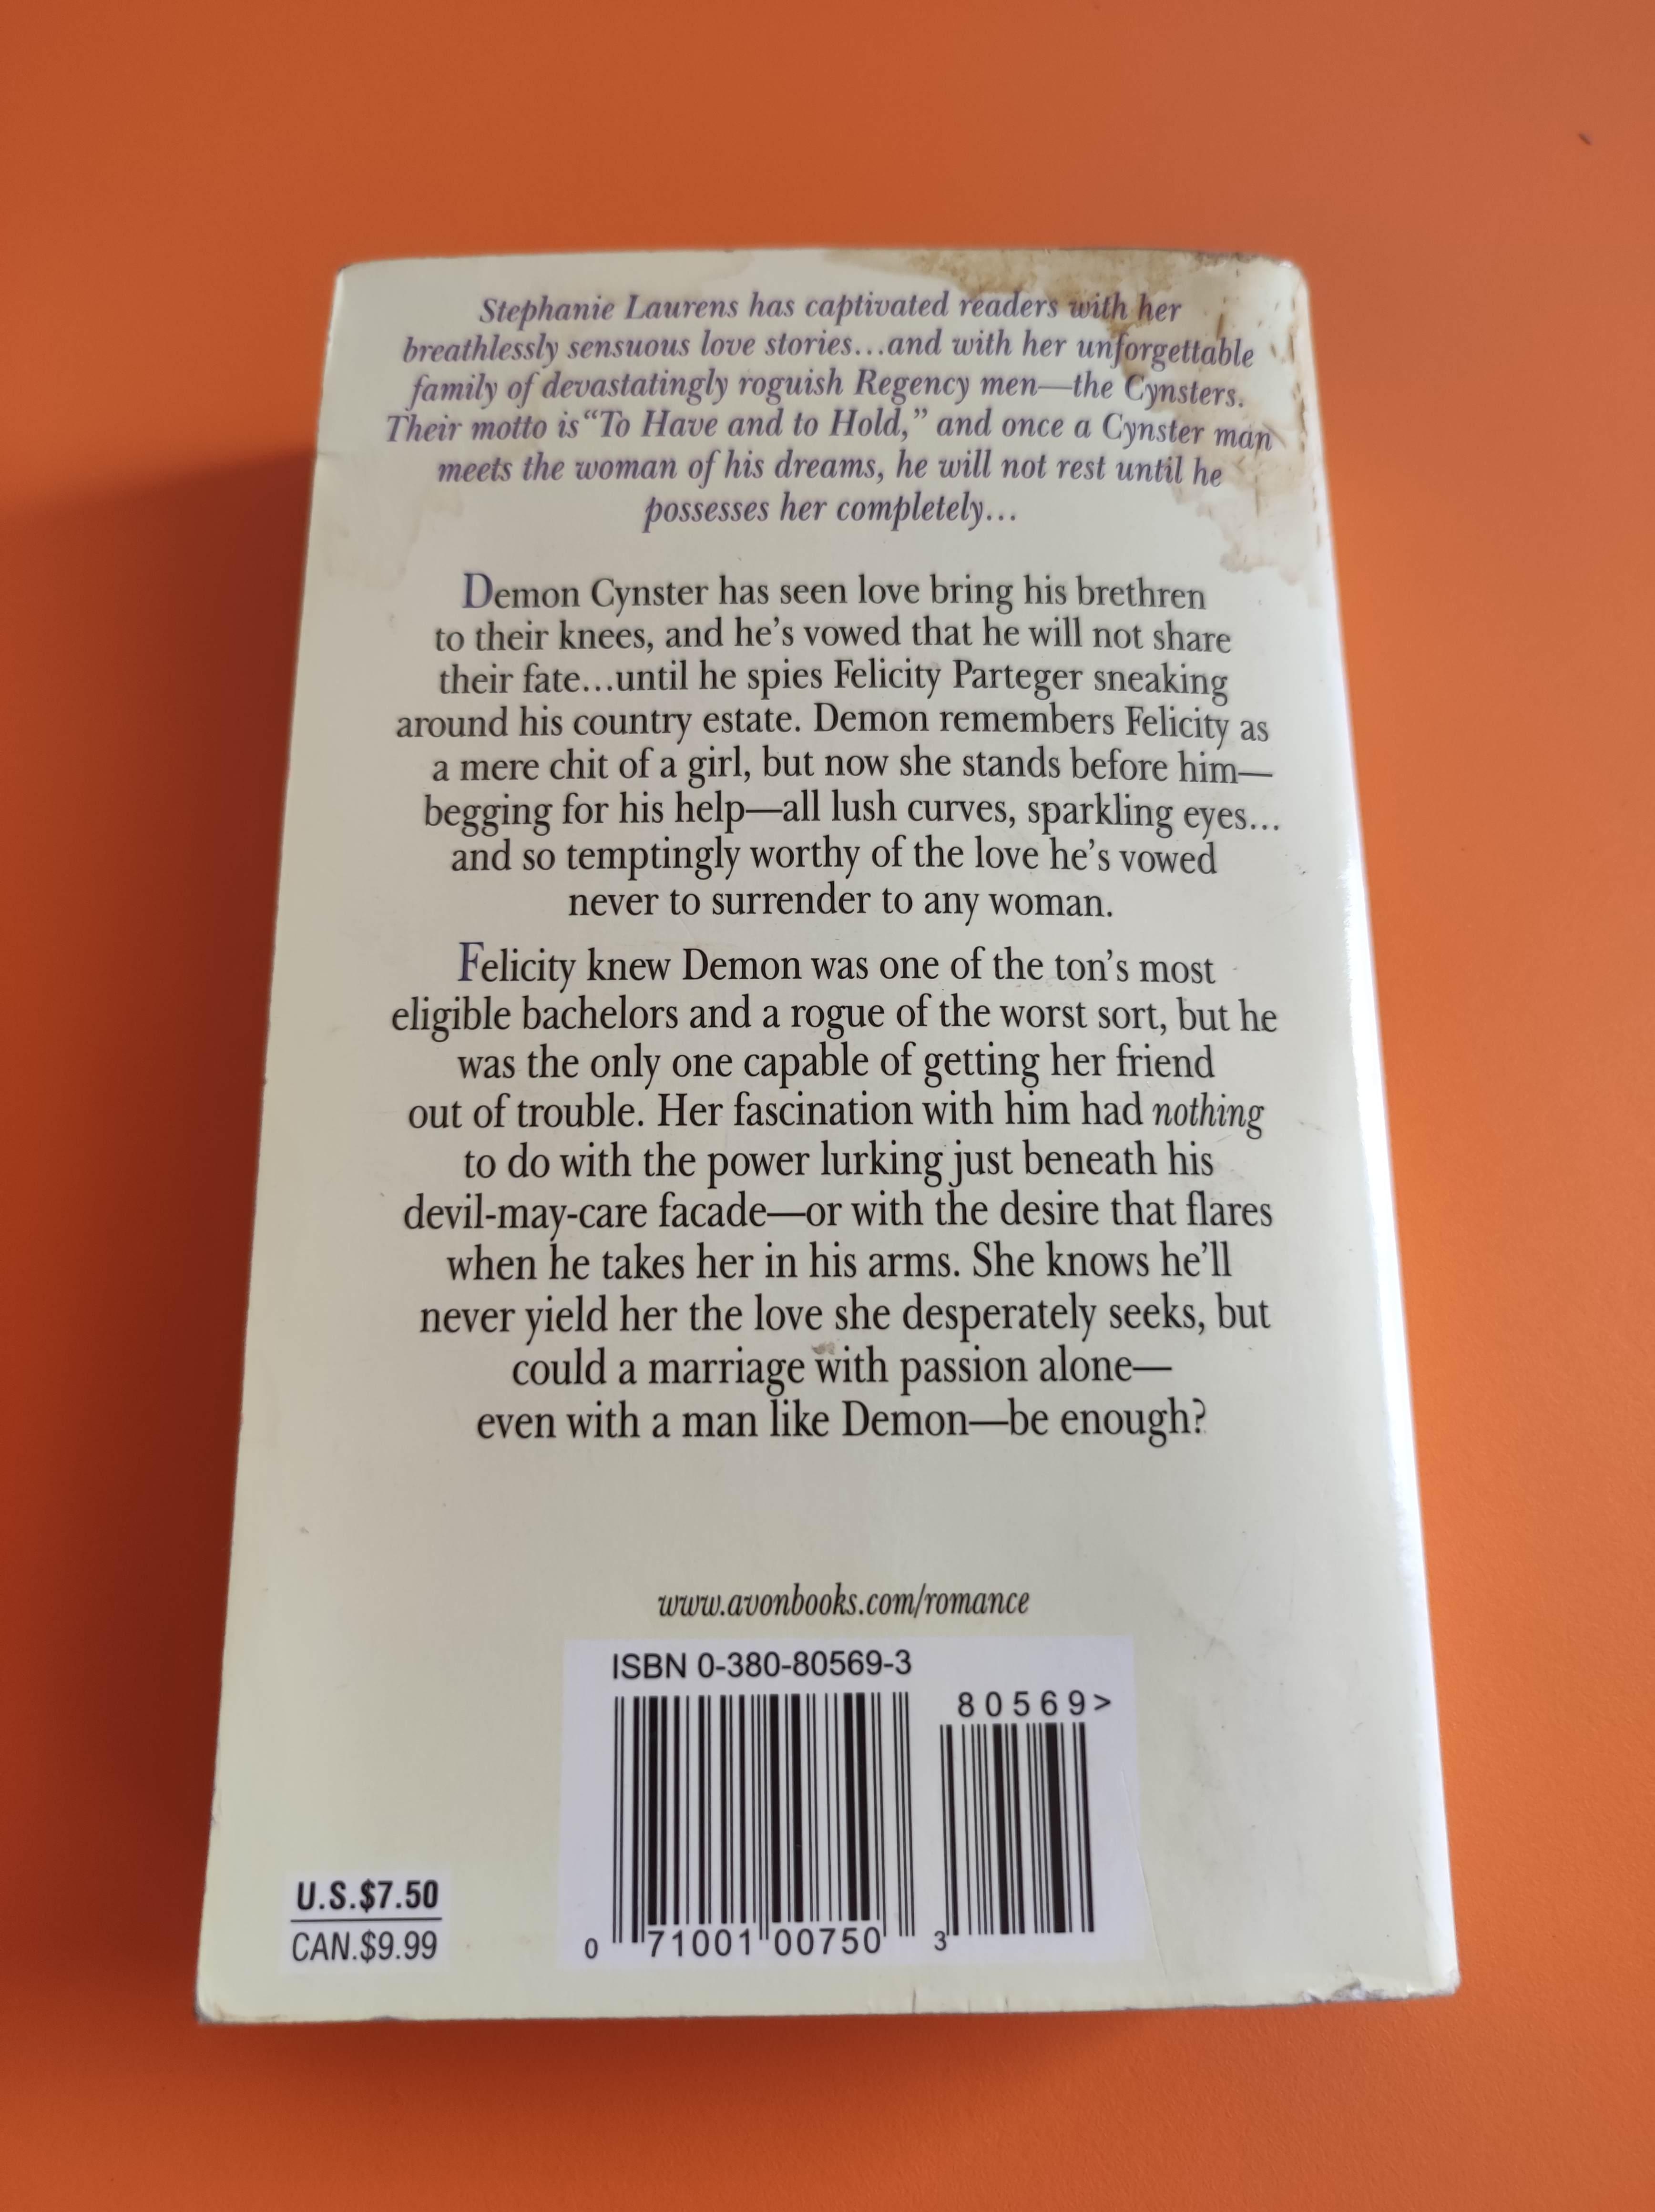 Stephanie Laurens has captivated readers with her
breathlessly sensuous love stories...and with her unforgettable
family of devastatingly roguish Regency men—the Cynsters.
Their motto is “To Have and to Hold,” and once a Cynster man
meets the woman of his dreams, he will not rest until he
possesses her completely...
Demon Cynster has seen love bring his brethren
to their knees, and he’s vowed that he will not share
their fate...until he spies Felicity Parteger sneaking
around his country estate. Demon remembers Felicity as
a mere chit of a girl, but now she stands before him—
begging for his help—all lush curves, sparkling eyes...
and so temptingly worthy of the love he’s vowed
never to surrender to any woman.
Felicity knew Demon was one of the ton’s most
eligible bachelors and a rogue of the worst sort, but he
was the only one capable of getting her friend
out of trouble. Her fascination with him had nothing
to do with the power lurking just beneath his
devil-may-care facade—or with the desire that flares
when he takes her in his arms. She knows he’ll
never yield her the love she desperately seeks, but
could a marriage with passion alone—
even with a man like Demon—be enough?
www.avonbooks.com/romance
ISBN 0-380-80569-3
80569>
0 71001 00750 3
U.S.$7.50
CAN.$9.99